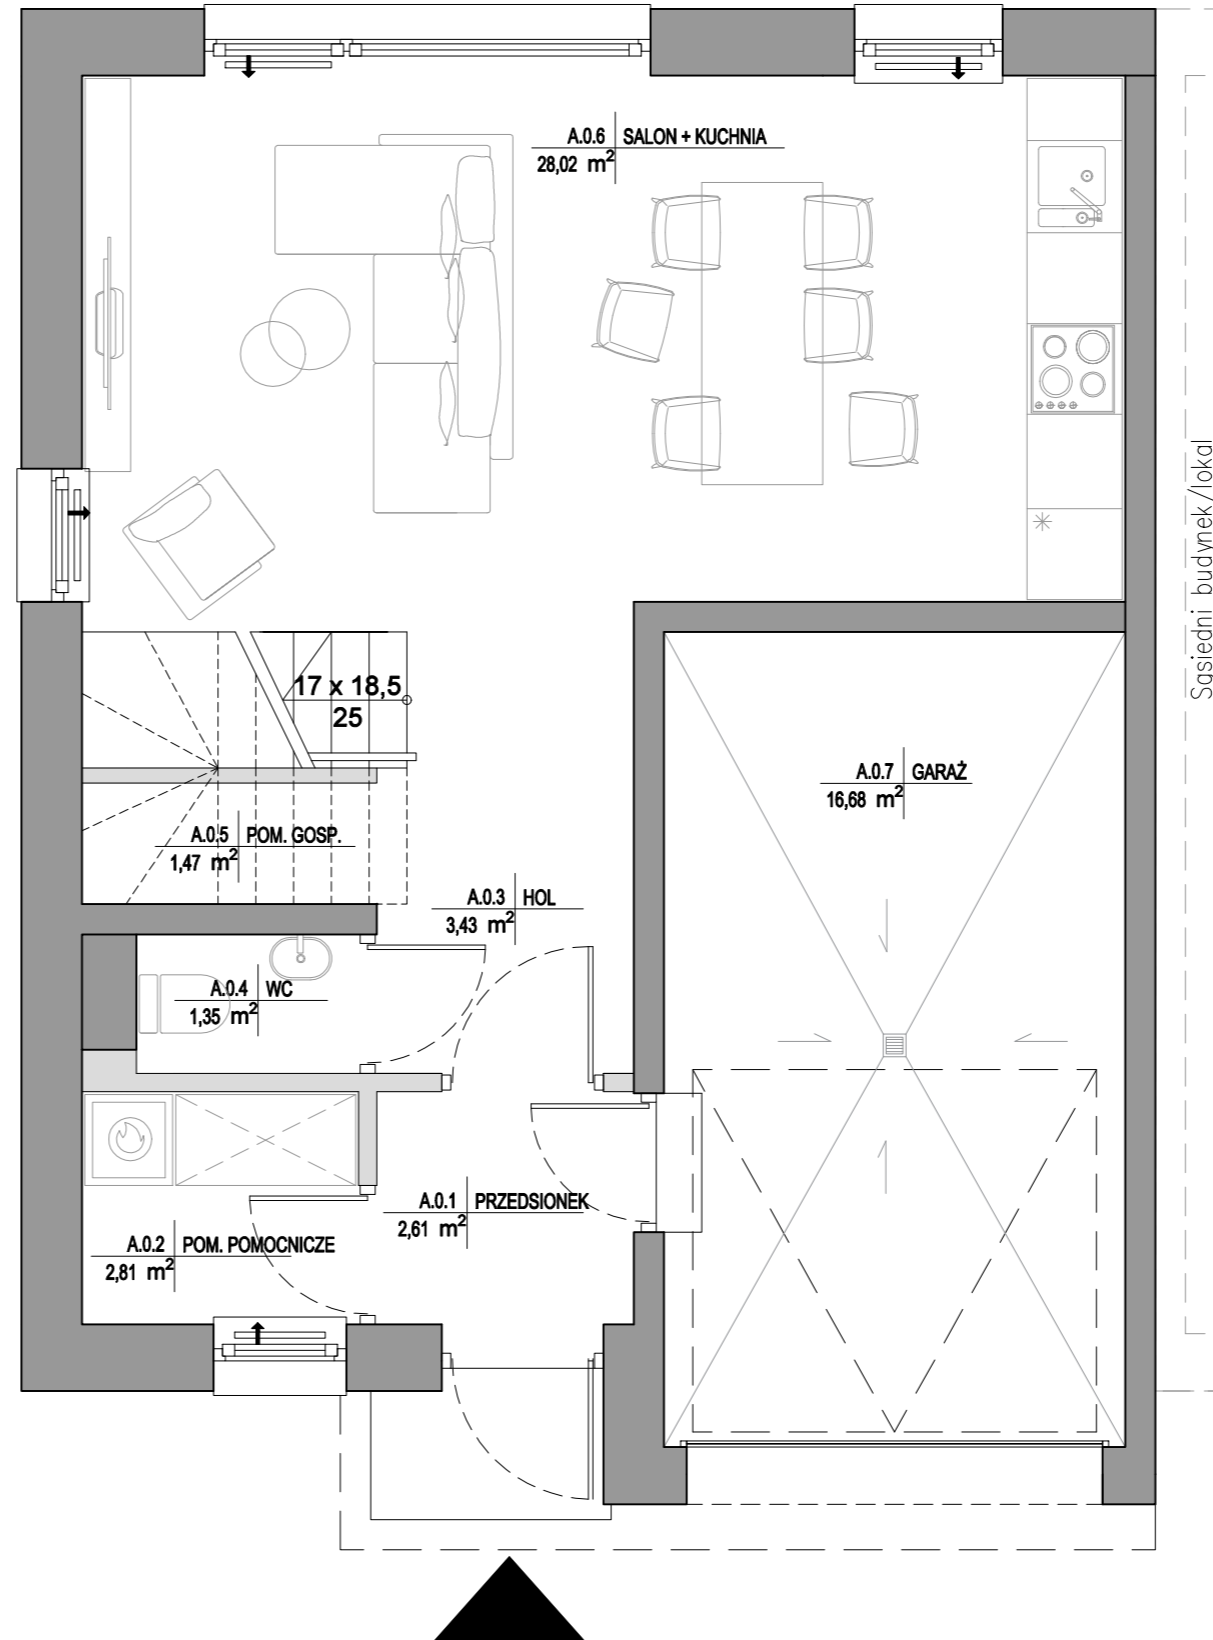 A.0.6 SALON + KUCHNIA
28,02 m²
Sąsiedni budynek/lokal
17 x 18,5
25
A.0.7 GARAŻ
16,68 m²
A.0.5 POM. GOSP.
1,47 m²
A.0.3 HOL
3,43 m²
A.0.4 WC
1,35 m²
A.0.1 PRZEDSIONEK
2,61 m²
A.0.2 POM. POMOCNICZE
2,81 m²